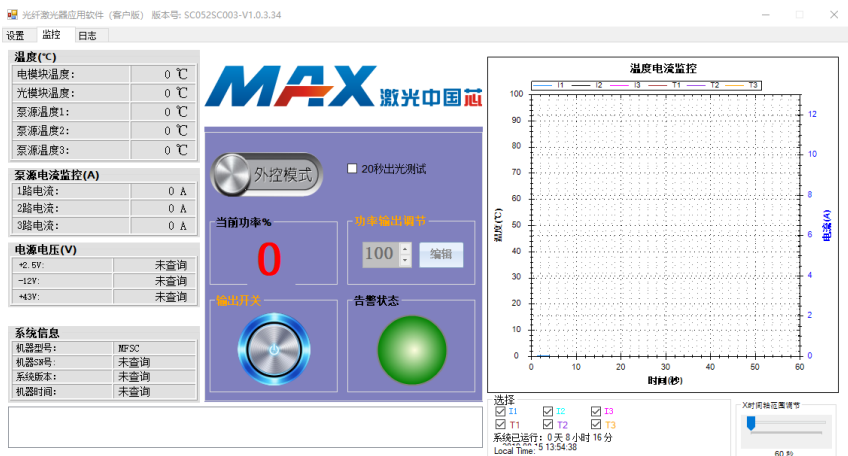 光纤激光器应用软件（客户版） 版本号: SC052SC003-V1.0.3.34
设置 监控 日志
温度(℃)
电模块温度: 0 ℃
光模块温度: 0 ℃
泵源温度1: 0 ℃
泵源温度2: 0 ℃
泵源温度3: 0 ℃
泵源电流监控(A)
1路电流: 0 A
2路电流: 0 A
3路电流: 0 A
电源电压(V)
+2.5V: 未查询
-12V: 未查询
+43V: 未查询
系统信息
机器型号: MFSC
机器SN号: 未查询
系统版本: 未查询
机器时间: 未查询
MAX 激光中国芯
外控模式
20秒出光测试
当前功率%
0
功率输出调节
100 编辑
输出开关
告警状态
温度电流监控
I1 I2 I3 T1 T2 T3
100
90
80
70
60
50
40
30
20
10
0
温度(℃)
12
10
8
6
4
2
0
电流(A)
0 10 20 30 40 50 60
时间(秒)
选择
I1 I2 I3
T1 T2 T3
系统已运行: 0 天 8 小时 16 分
Local Time: 15 13:54:38
X时间轴范围调节
60 秒